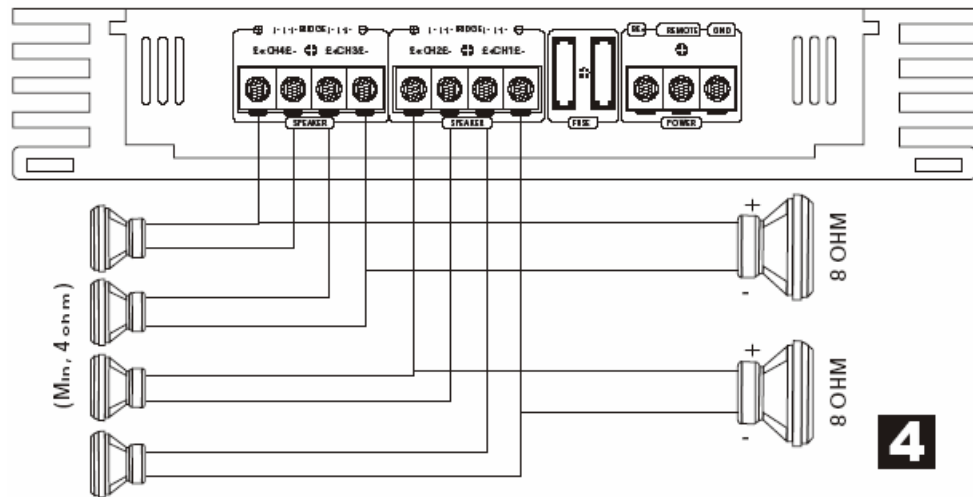 BRIDGE
BRIDGE
REMOTE
GND
CH4
CH3
CH2
CH1
SPEAKER
SPEAKER
FUSE
POWER
+
-
8 OHM
(Min, 4 ohm)
+
-
8 OHM
4